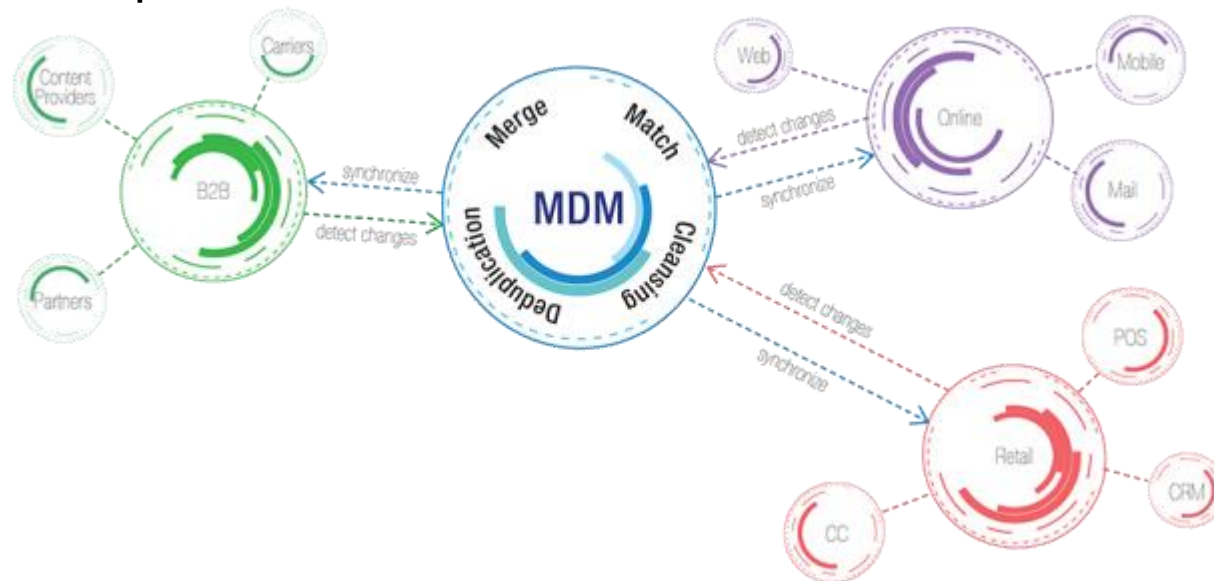 Content
Providers
Carriers
B2B
Partners
synchronize
detect changes
Merge
Match
MDM
Deduplication
Cleansing
Web
detect changes
synchronize
Online
Mobile
Mail
detect changes
synchronize
POS
Retail
CRM
CC